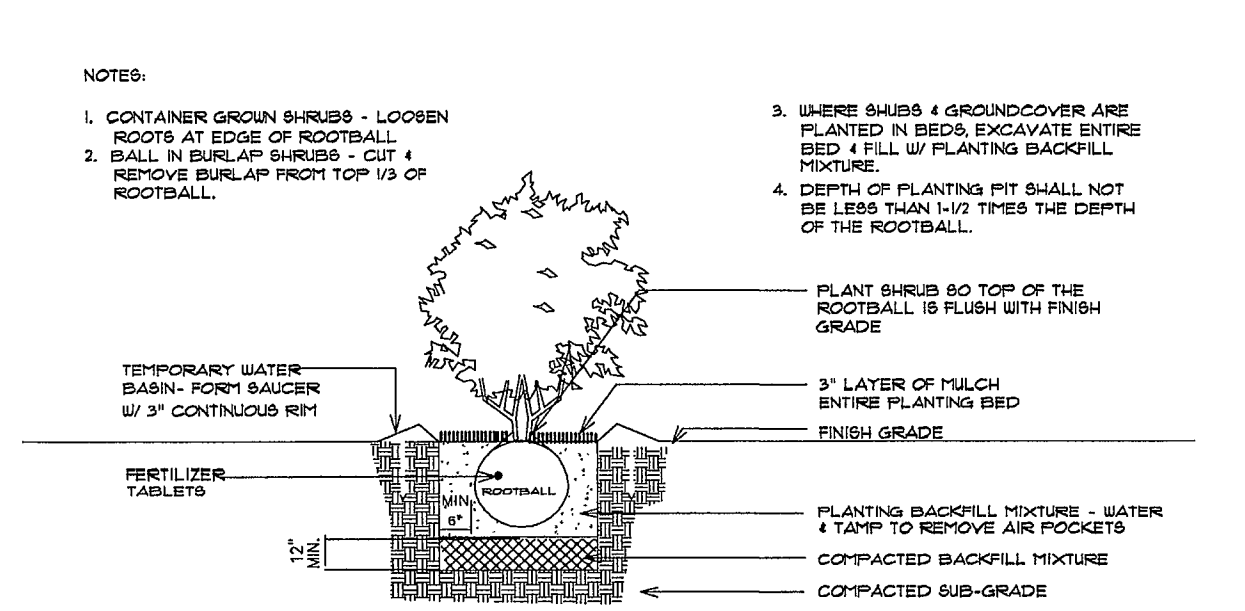 NOTES:
1. CONTAINER GROWN SHRUBS - LOOSEN
ROOTS AT EDGE OF ROOTBALL
2. BALL IN BURLAP SHRUBS - CUT &
REMOVE BURLAP FROM TOP 1/3 OF
ROOTBALL.
3. WHERE SHUBS & GROUNDCOVER ARE
PLANTED IN BEDS, EXCAVATE ENTIRE
BED & FILL W/ PLANTING BACKFILL
MIXTURE.
4. DEPTH OF PLANTING PIT SHALL NOT
BE LESS THAN 1-1/2 TIMES THE DEPTH
OF THE ROOTBALL.
PLANT SHRUB SO TOP OF THE
ROOTBALL IS FLUSH WITH FINISH
GRADE
TEMPORARY WATER
BASIN- FORM SAUCER
W/ 3" CONTINUOUS RIM
3" LAYER OF MULCH
ENTIRE PLANTING BED
FINISH GRADE
FERTILIZER
TABLETS
ROOTBALL
MIN.
6"
PLANTING BACKFILL MIXTURE - WATER
& TAMP TO REMOVE AIR POCKETS
12"
MIN.
COMPACTED BACKFILL MIXTURE
COMPACTED SUB-GRADE